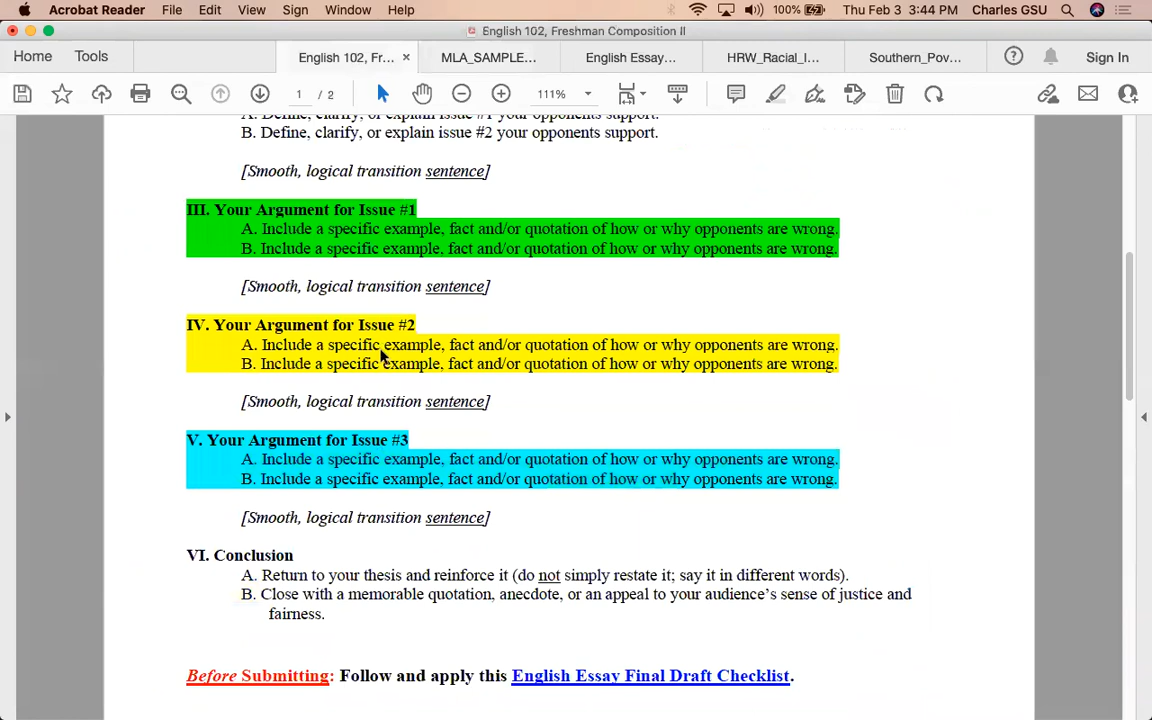 Acrobat Reader File Edit View Sign Window Help 100% Thu Feb 3 3:44 PM Charles GSU
English 102, Freshman Composition II
Home Tools English 102, Fr... × MLA_SAMPLE... English Essay... HRW_Racial_I... Southern_Pov... Sign In
1 / 2 111%
A. Define, clarify, or explain issue #1 your opponents support.
B. Define, clarify, or explain issue #2 your opponents support.
[Smooth, logical transition sentence]
III. Your Argument for Issue #1
A. Include a specific example, fact and/or quotation of how or why opponents are wrong.
B. Include a specific example, fact and/or quotation of how or why opponents are wrong.
[Smooth, logical transition sentence]
IV. Your Argument for Issue #2
A. Include a specific example, fact and/or quotation of how or why opponents are wrong.
B. Include a specific example, fact and/or quotation of how or why opponents are wrong.
[Smooth, logical transition sentence]
V. Your Argument for Issue #3
A. Include a specific example, fact and/or quotation of how or why opponents are wrong.
B. Include a specific example, fact and/or quotation of how or why opponents are wrong.
[Smooth, logical transition sentence]
VI. Conclusion
A. Return to your thesis and reinforce it (do not simply restate it; say it in different words).
B. Close with a memorable quotation, anecdote, or an appeal to your audience's sense of justice and
fairness.
Before Submitting: Follow and apply this English Essay Final Draft Checklist.